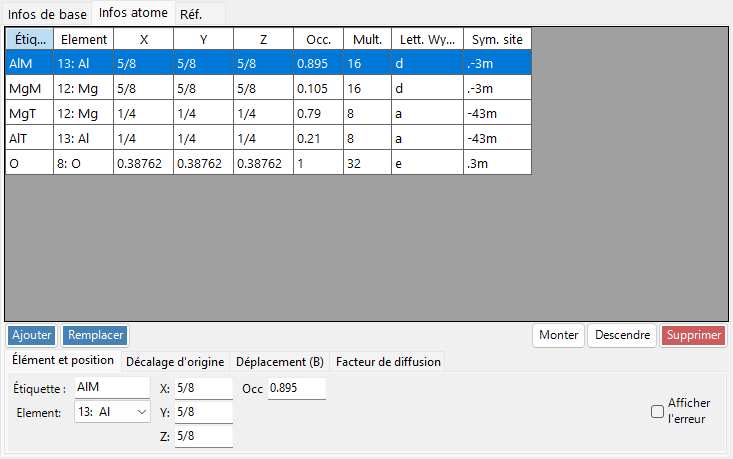 Infos de base Infos atome Réf.
Étiq... Element X Y Z Occ. Mult. Lett. Wy... Sym. site
AlM 13: Al 5/8 5/8 5/8 0.895 16 d .-3m
MgM 12: Mg 5/8 5/8 5/8 0.105 16 d .-3m
MgT 12: Mg 1/4 1/4 1/4 0.79 8 a -43m
AlT 13: Al 1/4 1/4 1/4 0.21 8 a -43m
O 8: O 0.38762 0.38762 0.38762 1 32 e .3m
Ajouter Remplacer Monter Descendre Supprimer
Élément et position Décalage d'origine Déplacement (B) Facteur de diffusion
Étiquette : AlM X: 5/8 Occ 0.895
Element: 13: Al Y: 5/8 Afficher
l'erreur
Z: 5/8